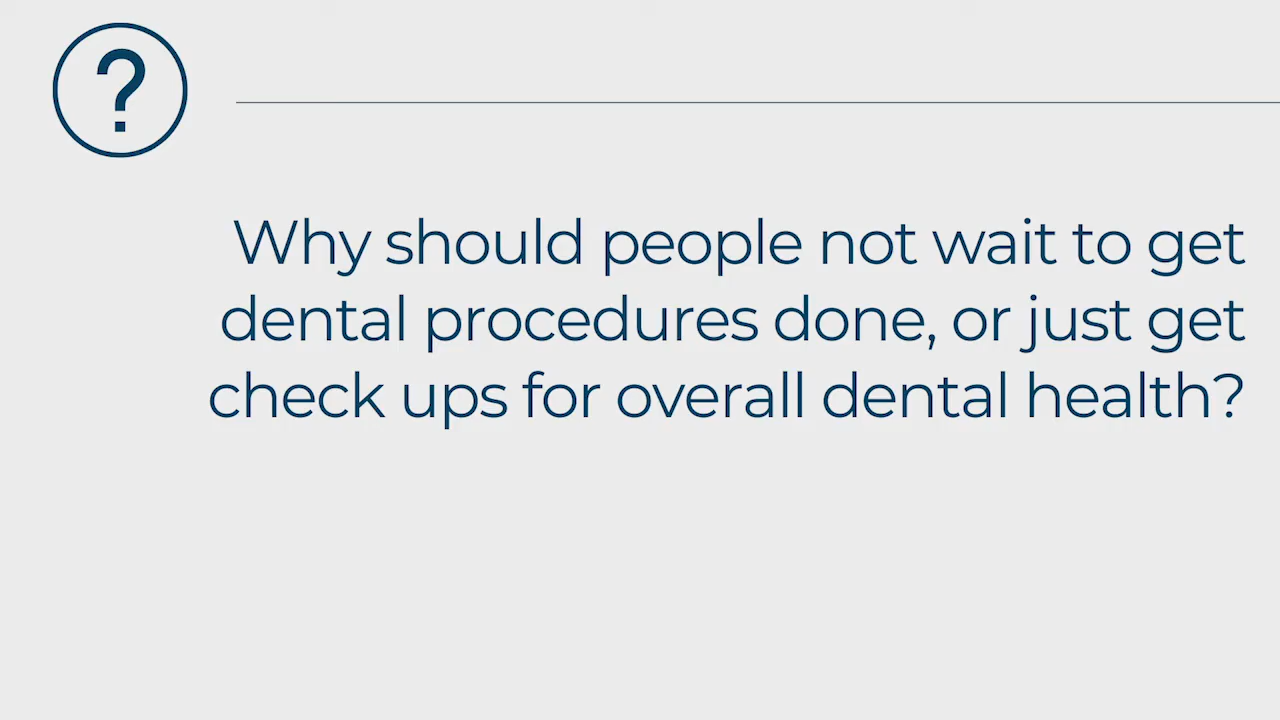 ?
Why should people not wait to get
dental procedures done, or just get
check ups for overall dental health?